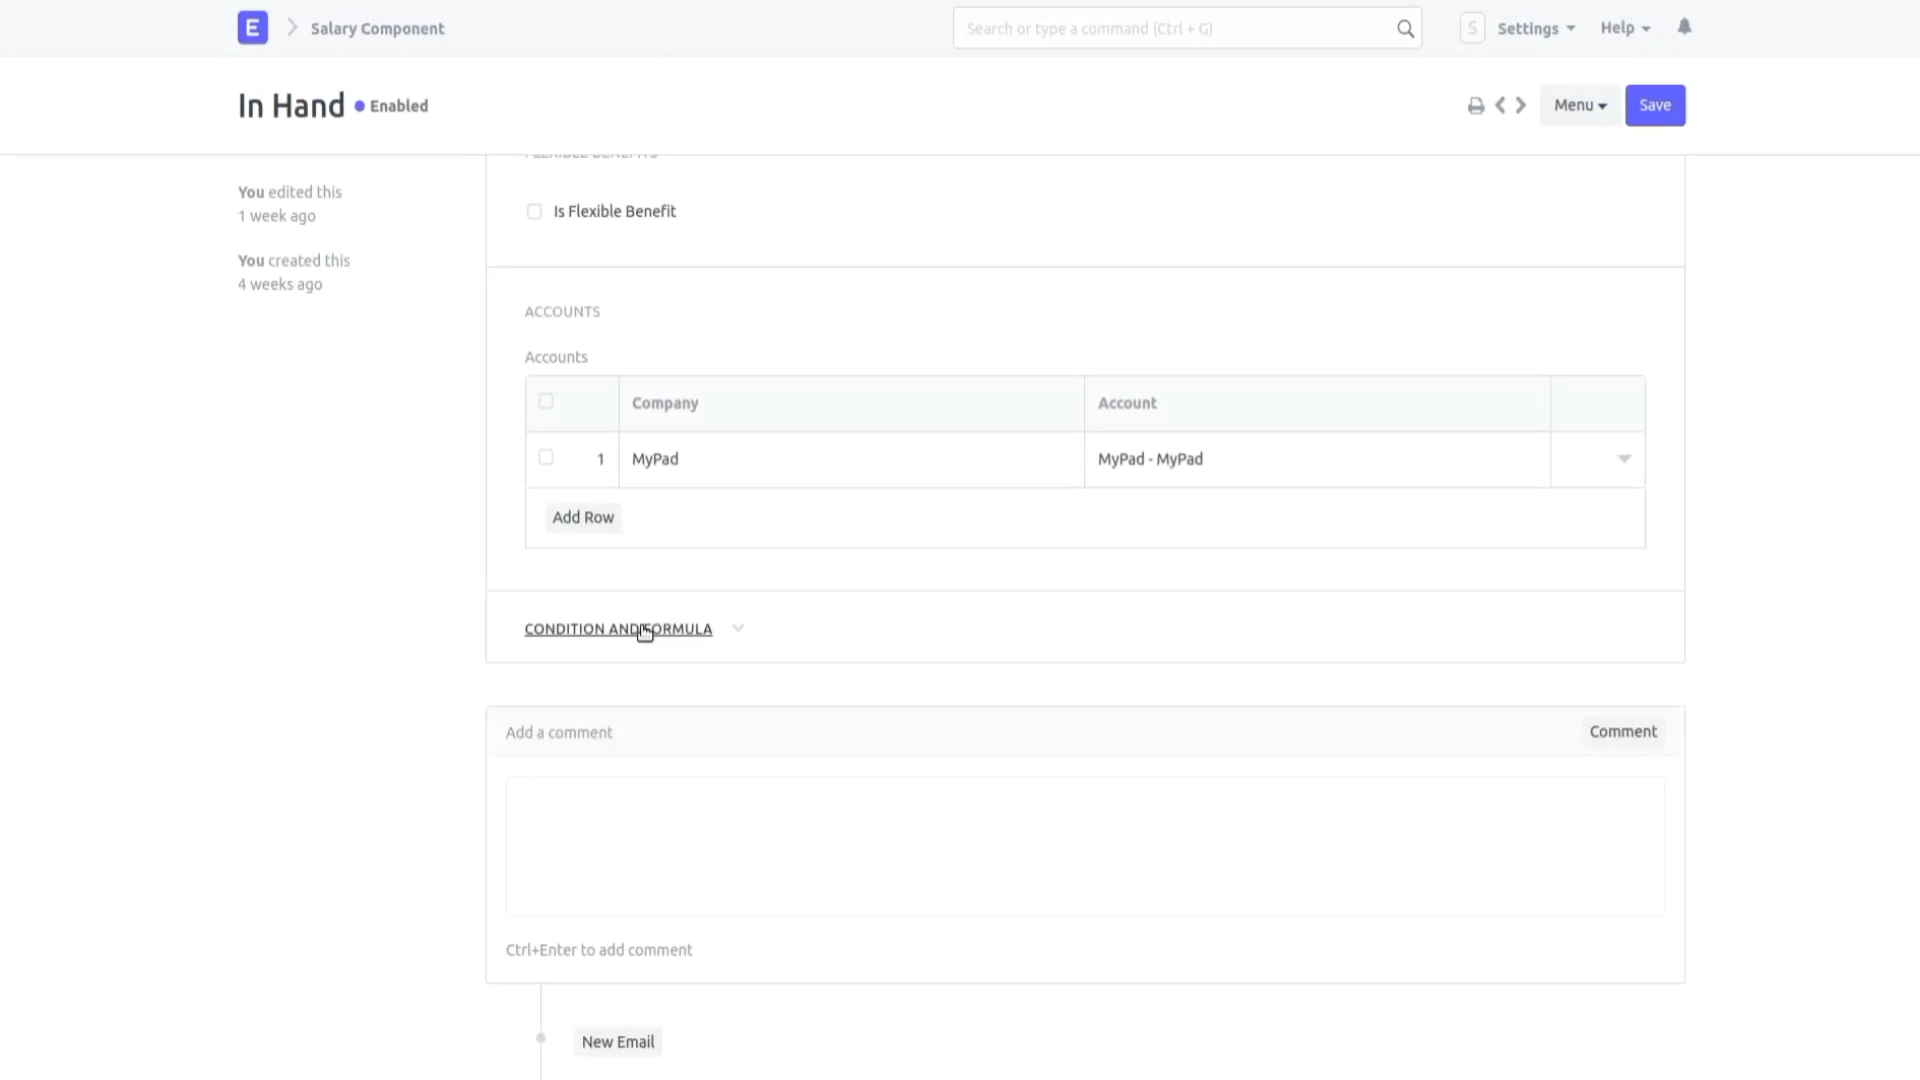 E
Salary Component
Search or type a command (Ctrl + G)
S
Settings
Help
In Hand
Enabled
Menu
Save
FLEXIBLE BENEFITS
You edited this
1 week ago
You created this
4 weeks ago
Is Flexible Benefit
ACCOUNTS
Accounts
Company Account
1 MyPad MyPad - MyPad
Add Row
CONDITION AND FORMULA
Add a comment
Comment
Ctrl+Enter to add comment
New Email